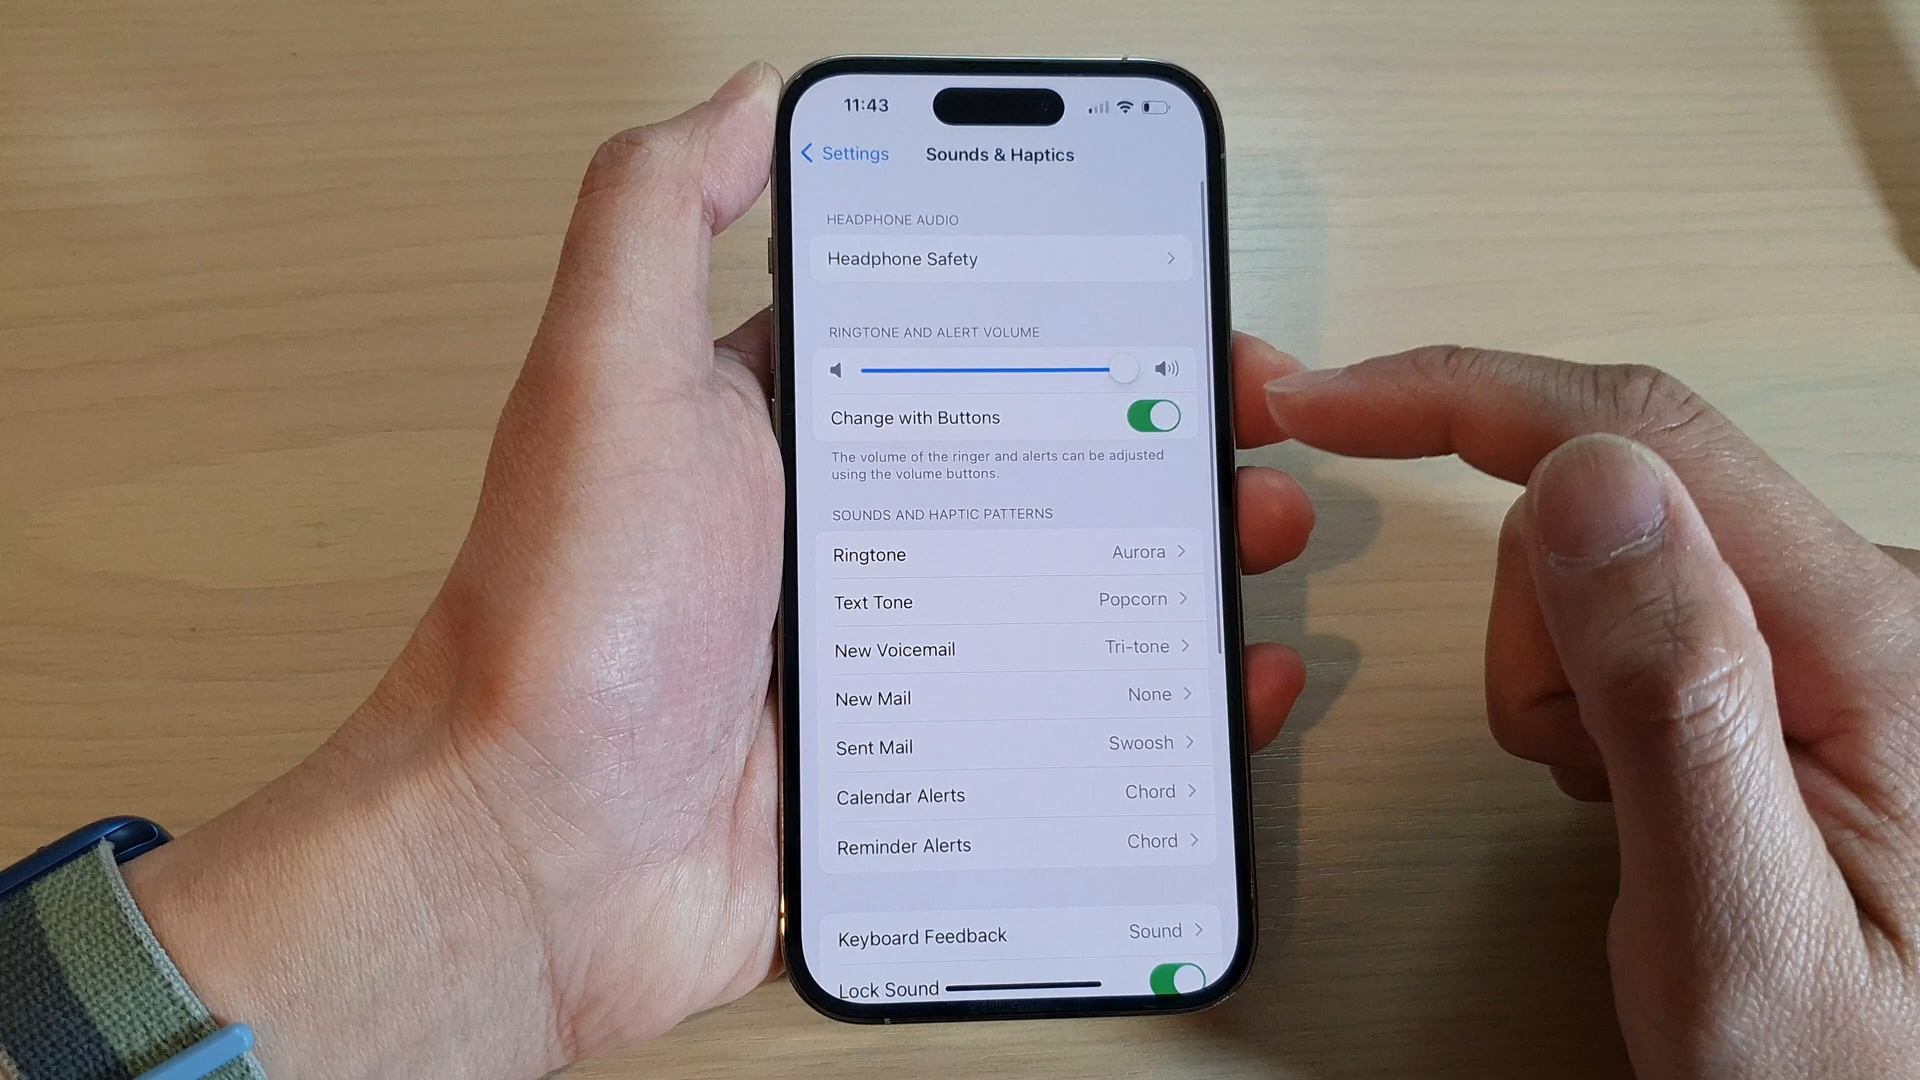 11:43
Settings
Sounds & Haptics
HEADPHONE AUDIO
Headphone Safety
RINGTONE AND ALERT VOLUME
Change with Buttons
The volume of the ringer and alerts can be adjusted
using the volume buttons.
SOUNDS AND HAPTIC PATTERNS
Ringtone Aurora
Text Tone Popcorn
New Voicemail Tri-tone
New Mail None
Sent Mail Swoosh
Calendar Alerts Chord
Reminder Alerts Chord
Keyboard Feedback Sound
Lock Sound